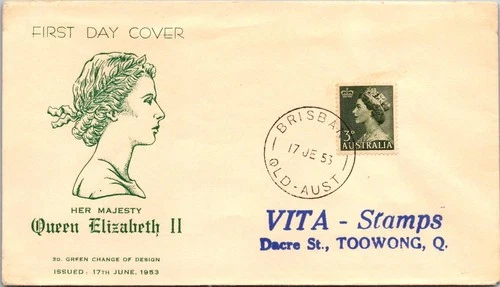 FIRST DAY COVER
HER MAJESTY
Queen Elizabeth II
3D. GREEN CHANGE OF DESIGN
ISSUED: 17TH JUNE, 1953
BRISBA
17 JE 53
QLD-AUST
3D
AUSTRALIA
VITA - Stamps
Dacre St., TOOWONG, Q.